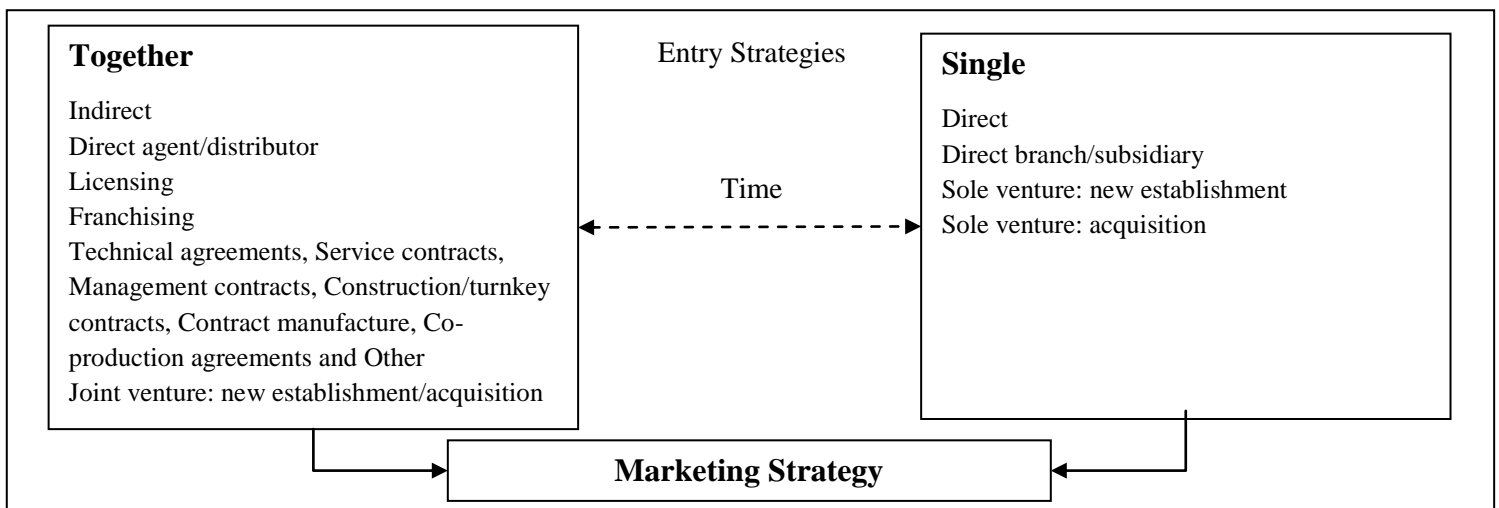 Together
Indirect
Direct agent/distributor
Licensing
Franchising
Technical agreements, Service contracts,
Management contracts, Construction/turnkey
contracts, Contract manufacture, Co-
production agreements and Other
Joint venture: new establishment/acquisition
Entry Strategies
Time
Single
Direct
Direct branch/subsidiary
Sole venture: new establishment
Sole venture: acquisition
Marketing Strategy